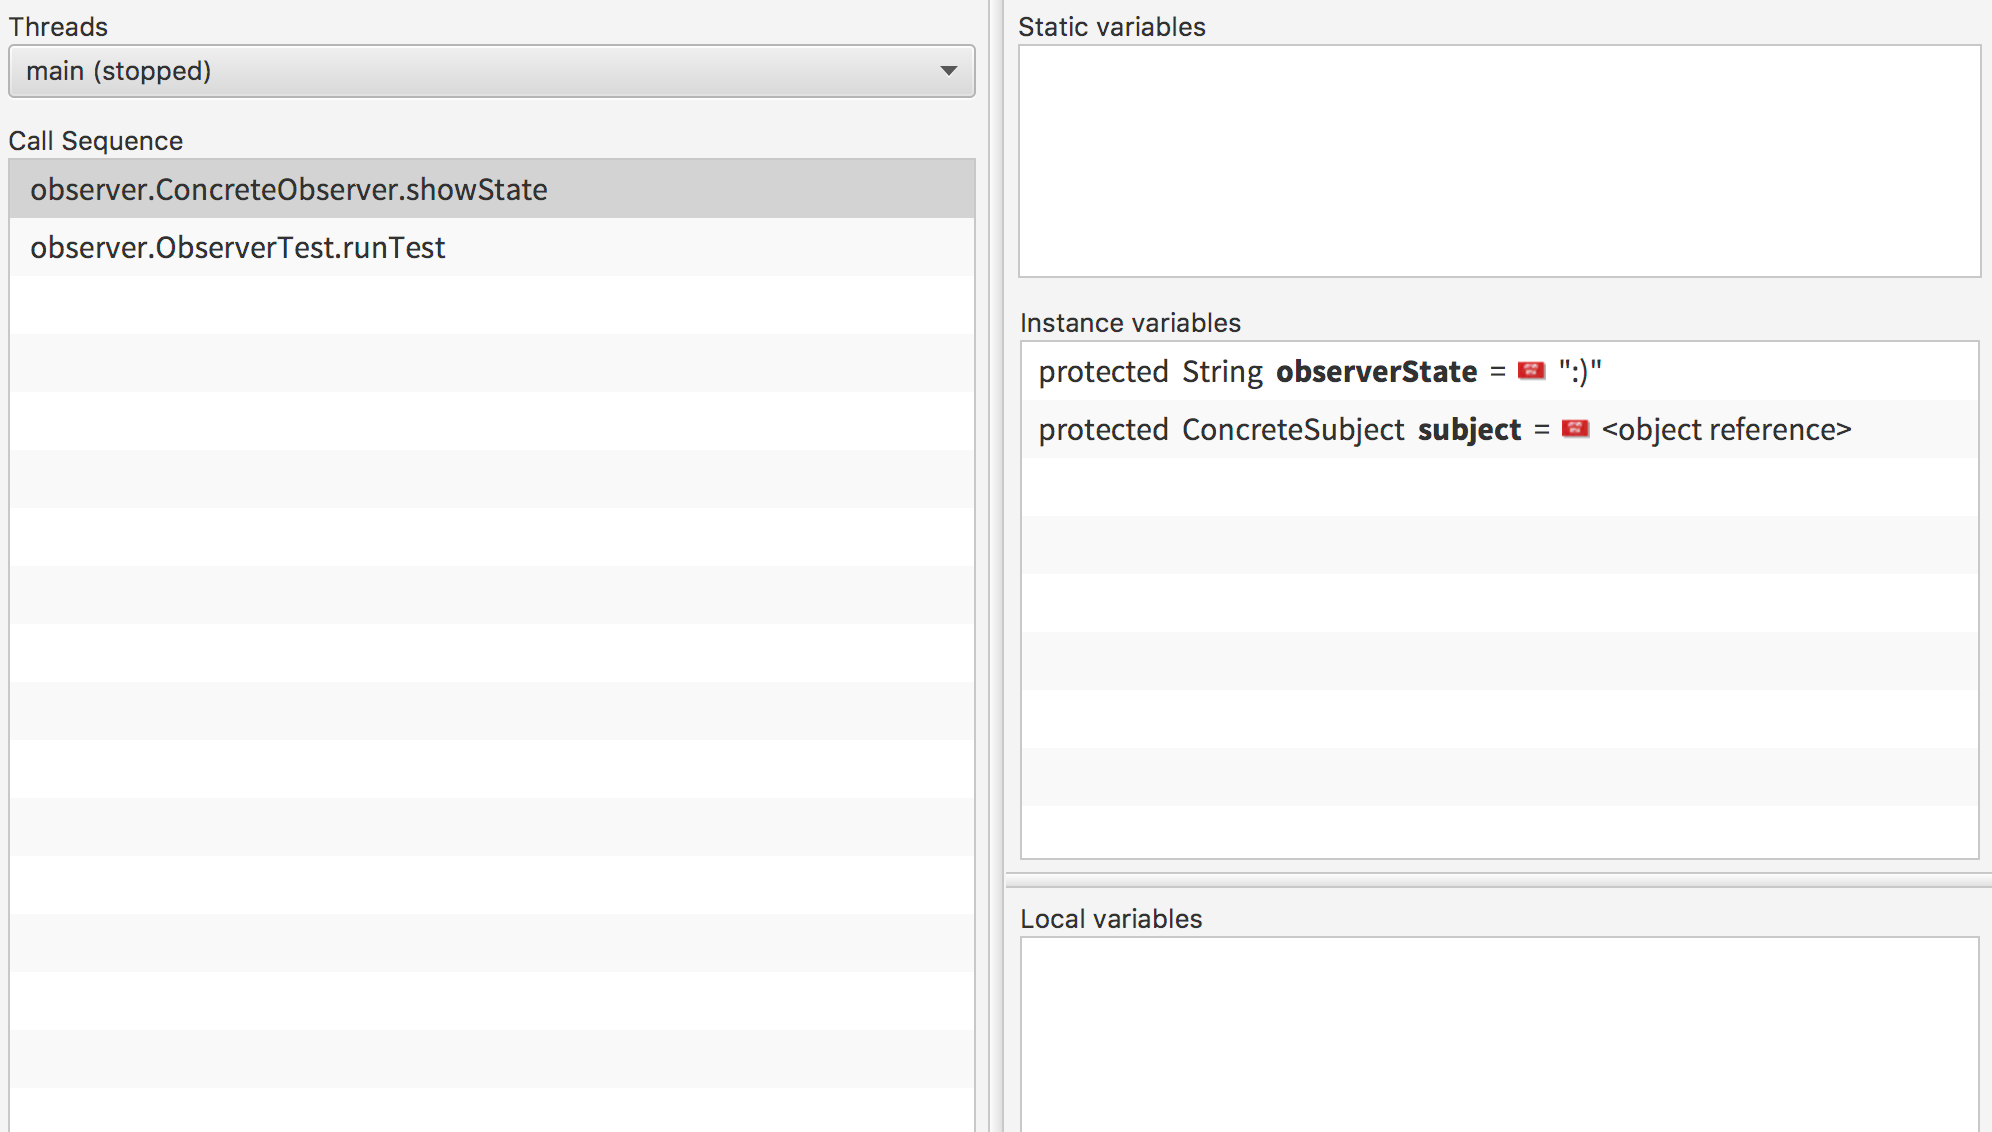 Threads
main (stopped)
Call Sequence
observer.ConcreteObserver.showState
observer.ObserverTest.runTest
Static variables
Instance variables
protected String observerState = ":)"
protected ConcreteSubject subject = <object reference>
Local variables